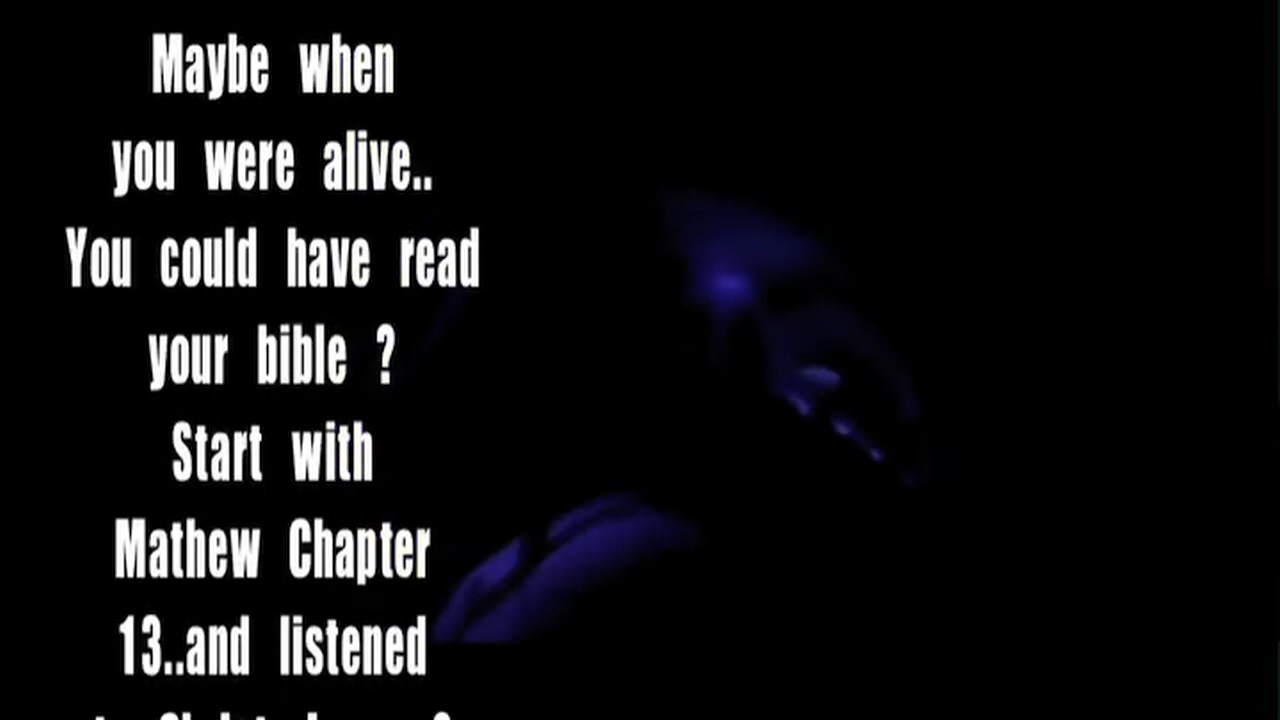 Maybe when
you were alive..
You could have read
your bible ?
Start with
Mathew Chapter
13..and listened